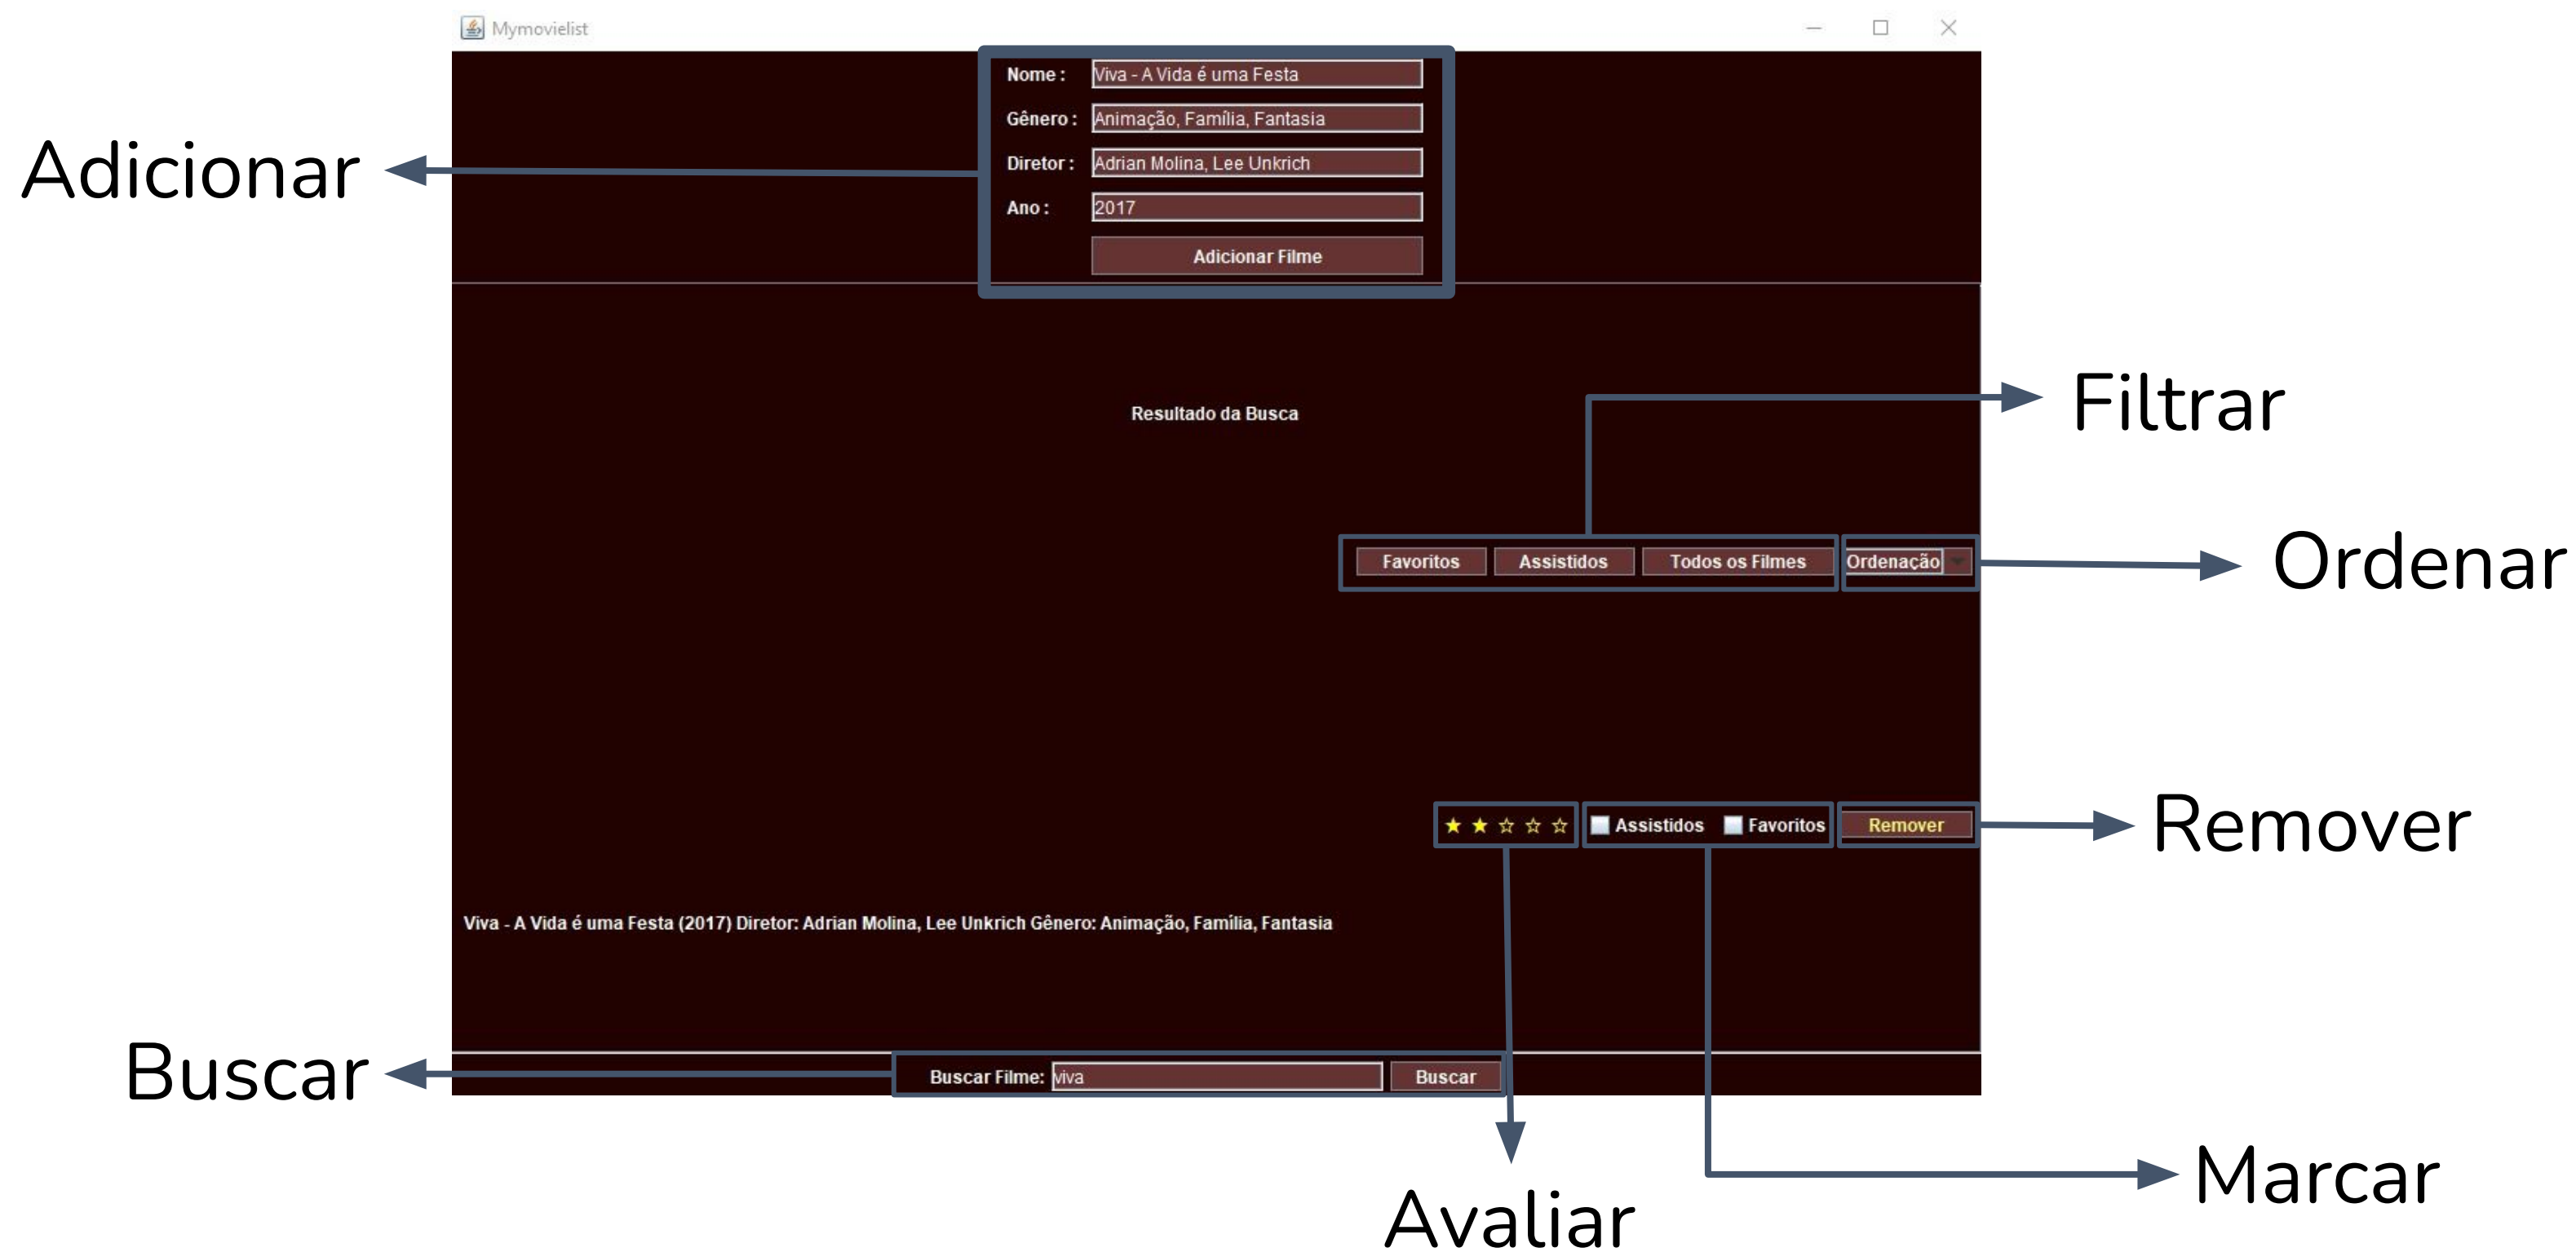 Mymovielist
Nome : Viva - A Vida é uma Festa
Gênero : Animação, Família, Fantasia
Adicionar
Diretor : Adrian Molina, Lee Unkrich
Ano : 2017
Adicionar Filme
Filtrar
Resultado da Busca
Favoritos Assistidos Todos os Filmes Ordenação
Ordenar
Assistidos Favoritos Remover
Remover
Viva - A Vida é uma Festa (2017) Diretor: Adrian Molina, Lee Unkrich Gênero: Animação, Família, Fantasia
Buscar
Buscar Filme: viva Buscar
Marcar
Avaliar